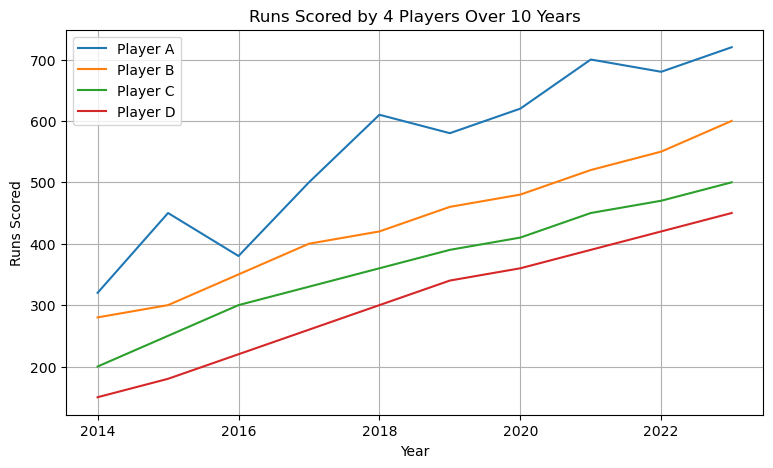 Runs Scored by 4 Players Over 10 Years
Player A
Player B
Player C
Player D
Runs Scored
700
600
500
400
300
200
2014
2016
2018
2020
2022
Year